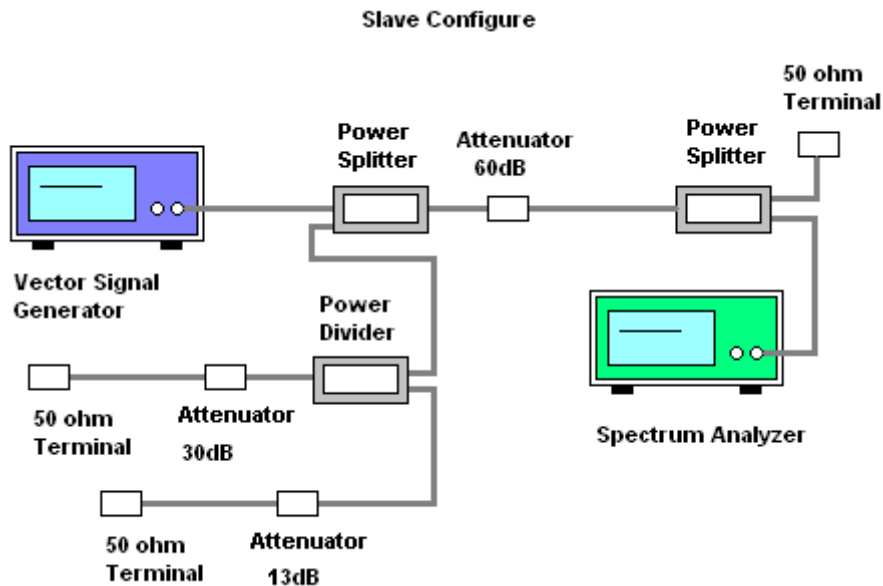 Slave Configure
50 ohm
Terminal
Power
Splitter
Attenuator
60dB
Power
Splitter
Vector Signal
Generator
Power
Divider
50 ohm
Terminal
Attenuator
30dB
Spectrum Analyzer
50 ohm
Terminal
Attenuator
13dB